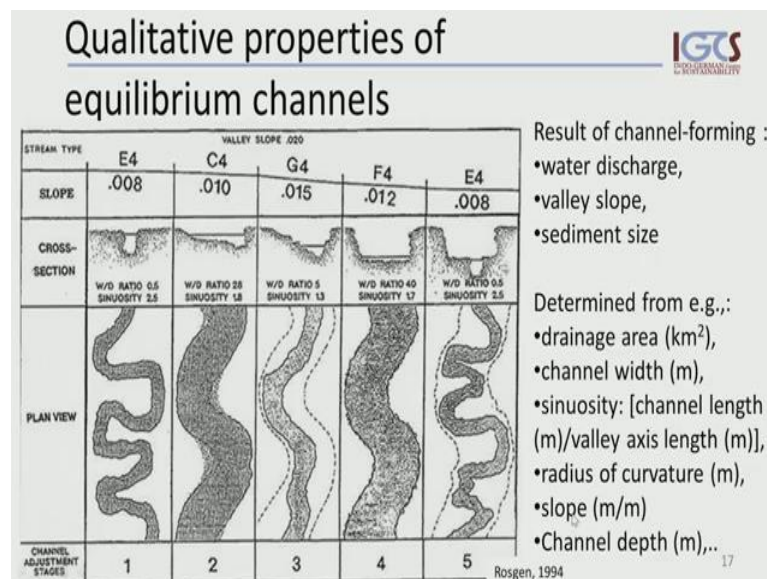 Qualitative properties of
equilibrium channels
IGCS
INDO-GERMAN Centre
for SUSTAINABILITY
STREAM TYPE
VALLEY SLOPE .020
E4 C4 G4 F4 E4
SLOPE
.008 .010 .015 .012 .008
CROSS-
SECTION
W/D RATIO 0.5
SINUOSITY 2.5
W/D RATIO 28
SINUOSITY 1.8
W/D RATIO 5
SINUOSITY 1.3
W/D RATIO 40
SINUOSITY 1.7
W/D RATIO 0.5
SINUOSITY 2.5
PLAN VIEW
CHANNEL
ADJUSTMENT
STAGES
1 2 3 4 5
Rosgen, 1994
Result of channel-forming :
•water discharge,
•valley slope,
•sediment size
Determined from e.g.,:
•drainage area (km²),
•channel width (m),
•sinuosity: [channel length
(m)/valley axis length (m)],
•radius of curvature (m),
•slope (m/m)
•Channel depth (m),..
17